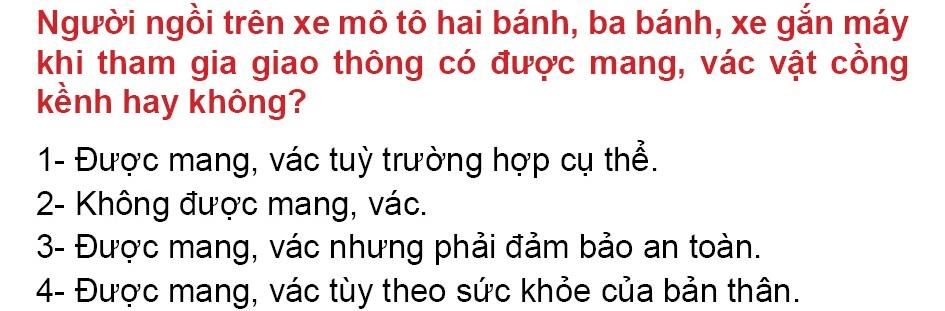 Người ngồi trên xe mô tô hai bánh, ba bánh, xe gắn máy
khi tham gia giao thông có được mang, vác vật cồng
kềnh hay không?
1- Được mang, vác tuỳ trường hợp cụ thể.
2- Không được mang, vác.
3- Được mang, vác nhưng phải đảm bảo an toàn.
4- Được mang, vác tùy theo sức khỏe của bản thân.